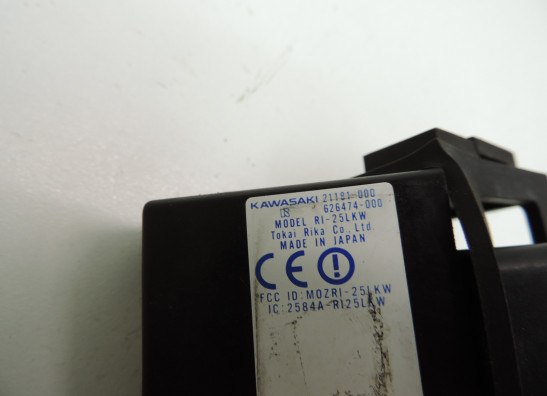 KAWASAKI 21181-000
626474-000
MODEL RI-25LKW
Tokai Rika Co., Ltd.
MADE IN JAPAN
CE
FCC ID:MOZRI-25LKW
IC:2584A-RI25LKW